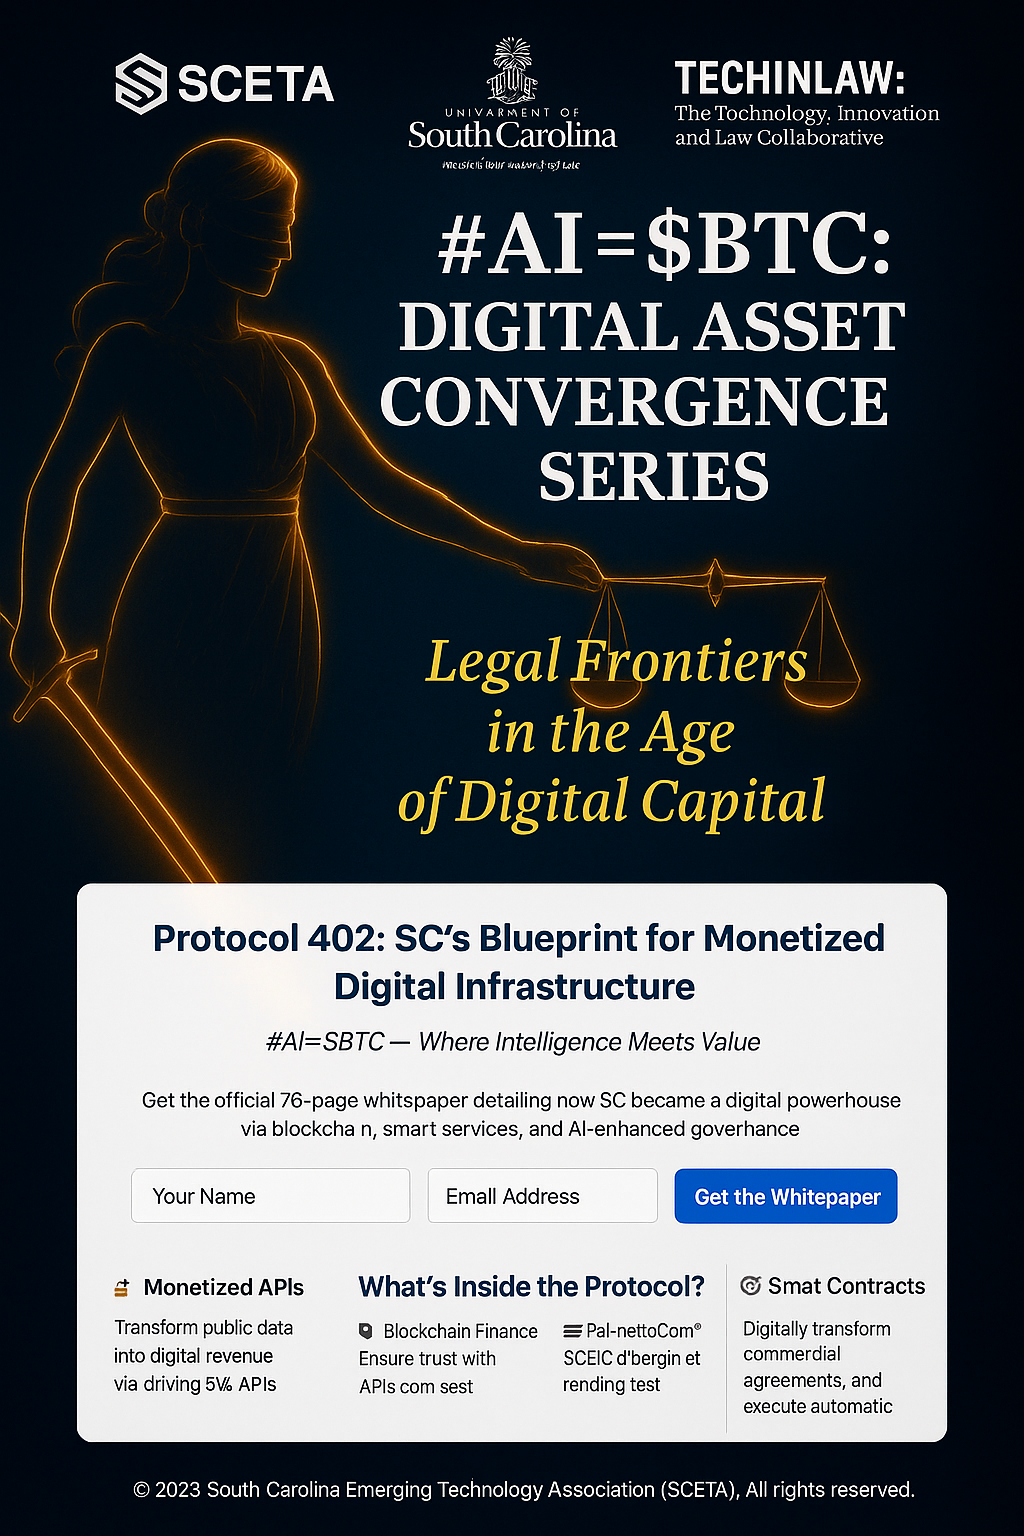 SCETA
UNIVARMENT OF
South Carolina
TECHINLAW:
The Tochnology, Innovation
and Law Collaborative
#AI=$BTC:
DIGITAL ASSET
CONVERGENCE
SERIES
Legal Frontiers
in the Age
of Digital Capital
Protocol 402: SC's Blueprint for Monetized
Digital Infrastructure
#AI=SBTC — Where Intelligence Meets Value
Get the official 76-page whitspaper detailing now SC became a digital powerhouse
via blockcha n, smart services, and AI-enhanced goverhance
Your Name
Emall Address
Get the Whitepaper
Monetized APIs
Transform public data
into digital revenue
via driving APIs
What's Inside the Protocol?
Blockchain Finance
Ensure trust with
APIs com sest
Pal-nettoCom®
SCEIC d'bergin et
rending test
Smat Contracts
Digitally transform
commerdial
agreements, and
execute automatic
© 2023 South Carolina Emerging Technology Association (SCETA), All rights reserved.